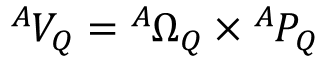 ᴬV_Q = ᴬΩ_Q × ᴬP_Q